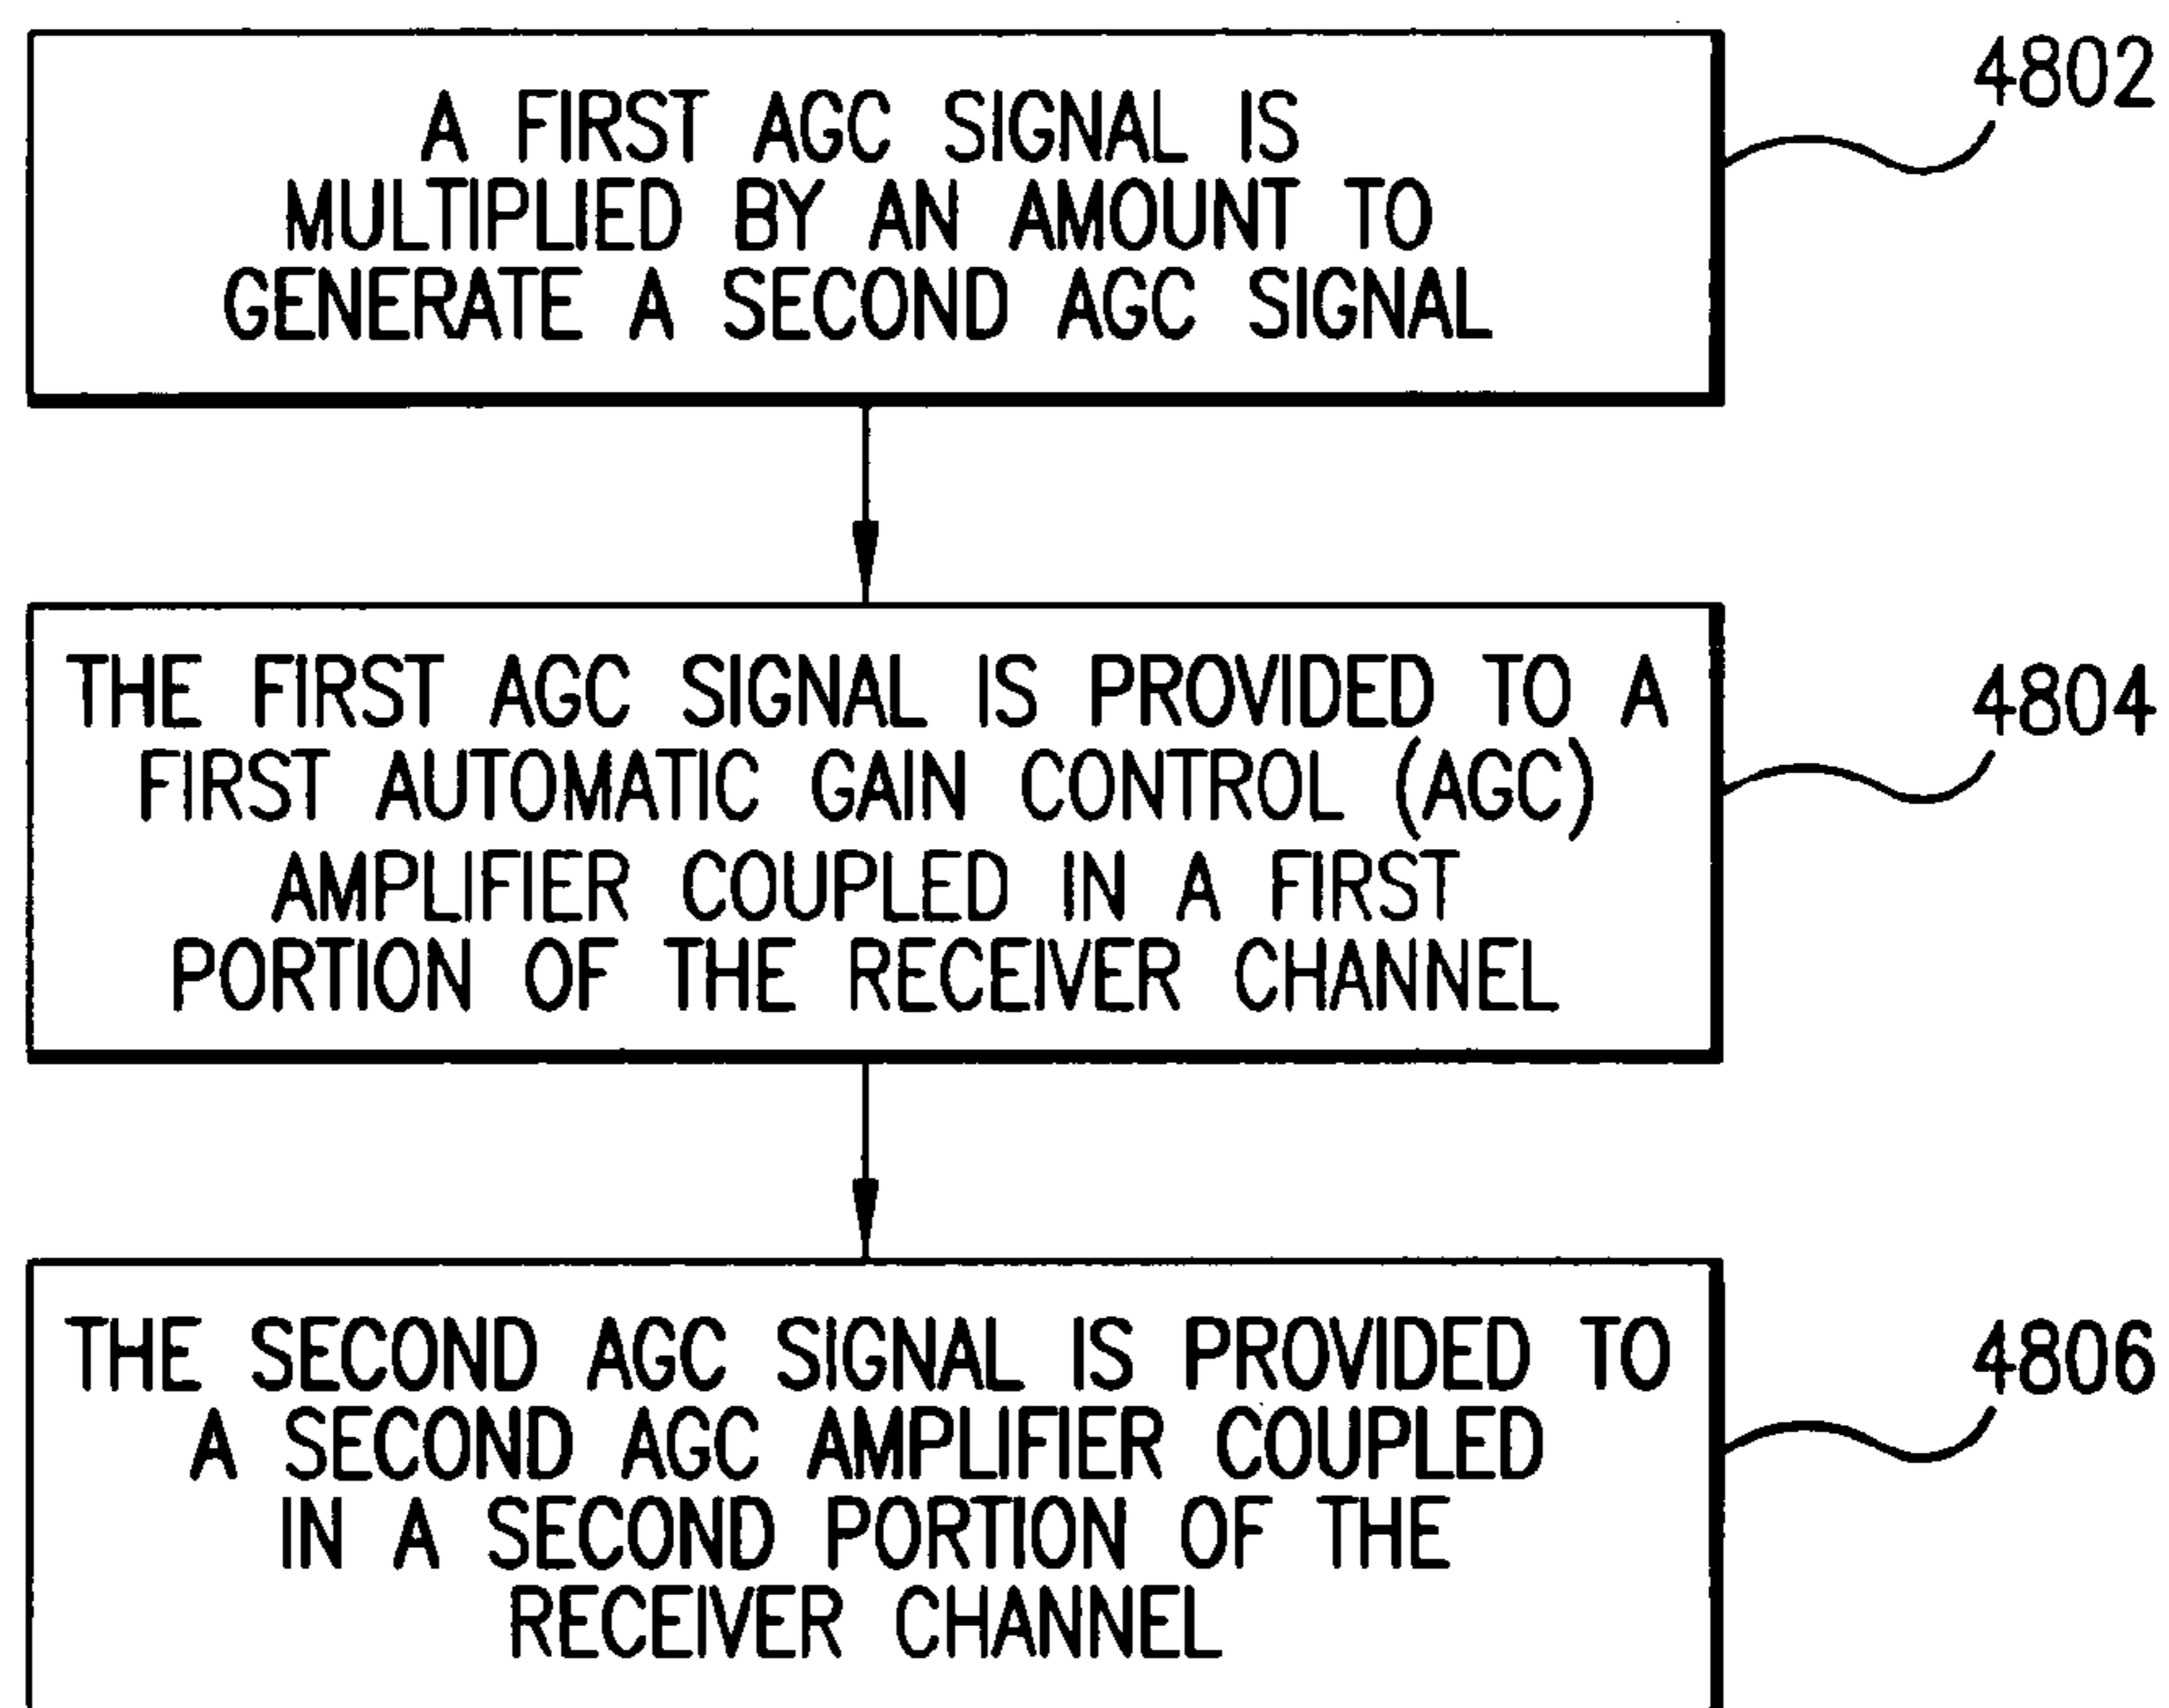 A FIRST AGC SIGNAL IS
MULTIPLIED BY AN AMOUNT TO
GENERATE A SECOND AGC SIGNAL
4802
THE FIRST AGC SIGNAL IS PROVIDED TO A
FIRST AUTOMATIC GAIN CONTROL (AGC)
AMPLIFIER COUPLED IN A FIRST
PORTION OF THE RECEIVER CHANNEL
4804
THE SECOND AGC SIGNAL IS PROVIDED TO
A SECOND AGC AMPLIFIER COUPLED
IN A SECOND PORTION OF THE
RECEIVER CHANNEL
4806